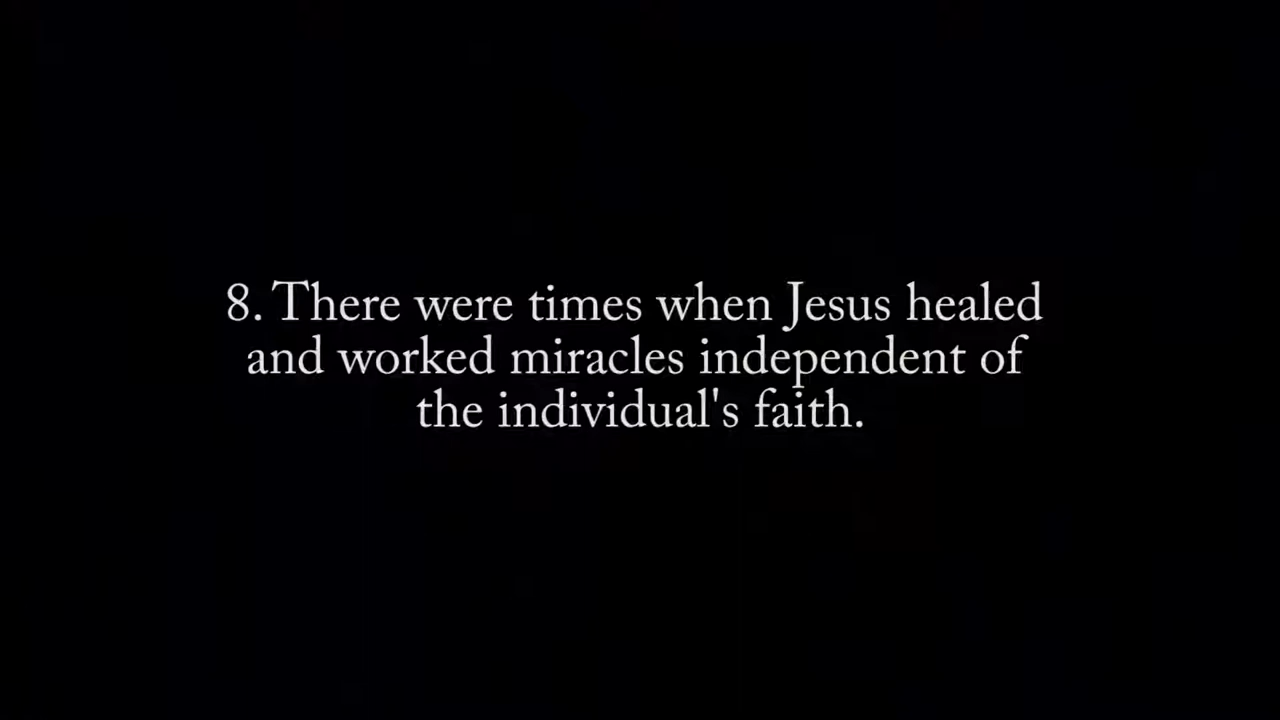 8. There were times when Jesus healed
and worked miracles independent of
the individual's faith.